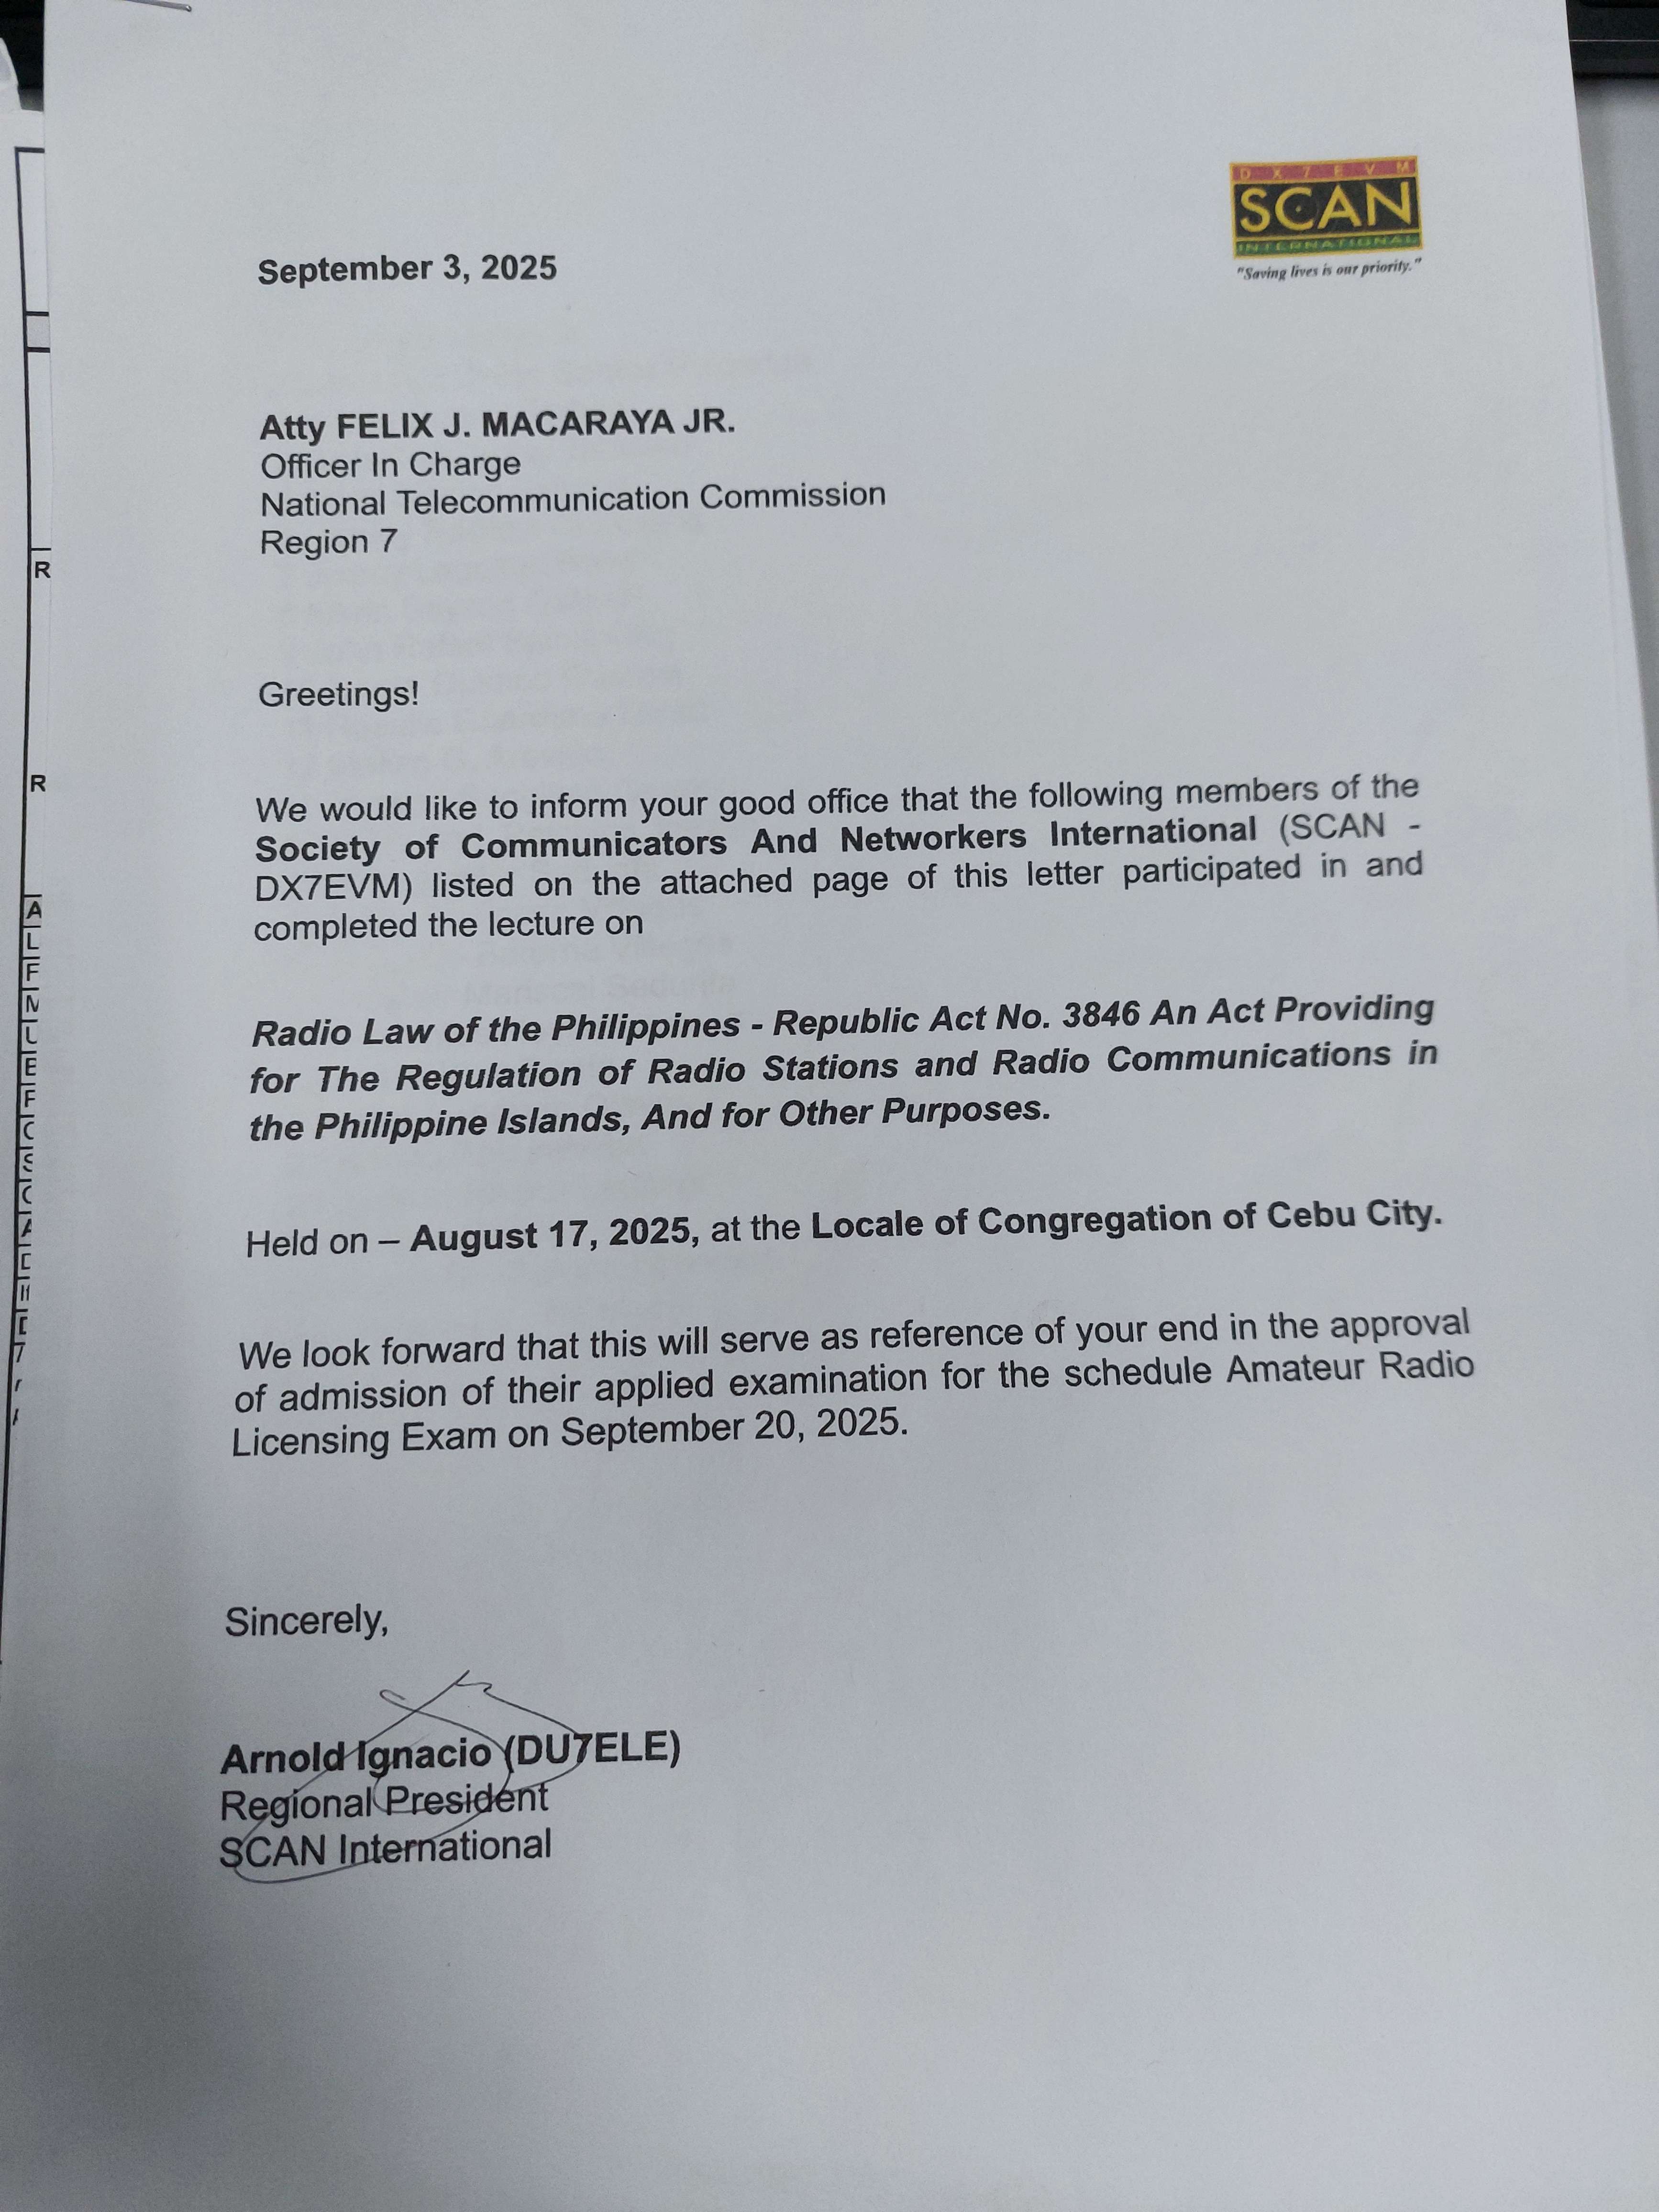 DX7EVM
SCAN
INTERNATIONAL
"Saving lives is our priority."
September 3, 2025
Atty FELIX J. MACARAYA JR.
Officer In Charge
National Telecommunication Commission
Region 7
Greetings!
We would like to inform your good office that the following members of the
Society of Communicators And Networkers International (SCAN -
DX7EVM) listed on the attached page of this letter participated in and
completed the lecture on
Radio Law of the Philippines - Republic Act No. 3846 An Act Providing
for The Regulation of Radio Stations and Radio Communications in
the Philippine Islands, And for Other Purposes.
Held on – August 17, 2025, at the Locale of Congregation of Cebu City.
We look forward that this will serve as reference of your end in the approval
of admission of their applied examination for the schedule Amateur Radio
Licensing Exam on September 20, 2025.
Sincerely,
Arnold Ignacio (DU7ELE)
Regional President
SCAN International